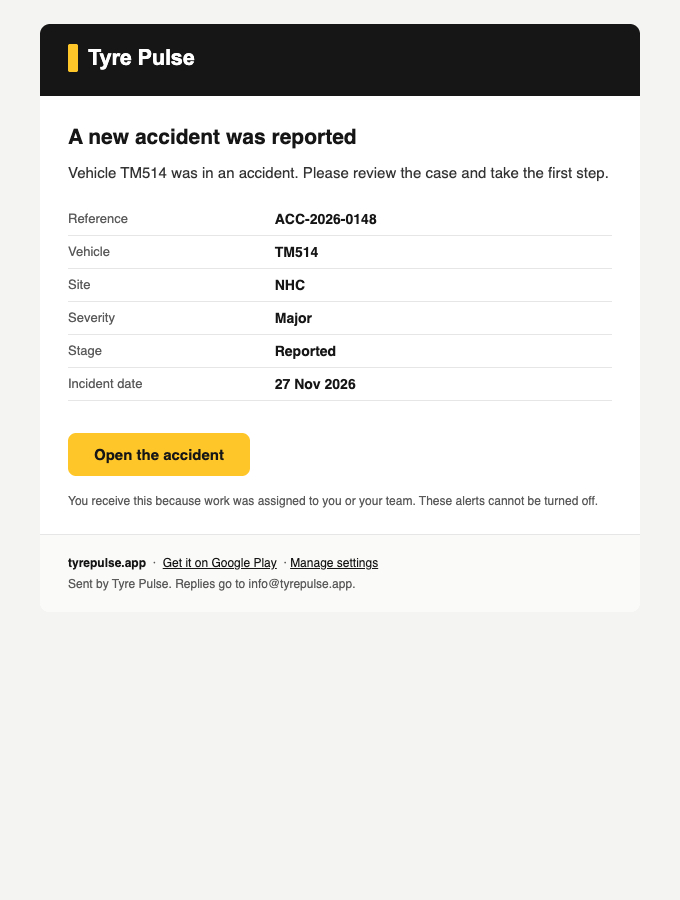 Tyre Pulse
A new accident was reported
Vehicle TM514 was in an accident. Please review the case and take the first step.
Reference ACC-2026-0148
Vehicle TM514
Site NHC
Severity Major
Stage Reported
Incident date 27 Nov 2026
Open the accident
You receive this because work was assigned to you or your team. These alerts cannot be turned off.
tyrepulse.app · Get it on Google Play · Manage settings
Sent by Tyre Pulse. Replies go to info@tyrepulse.app.